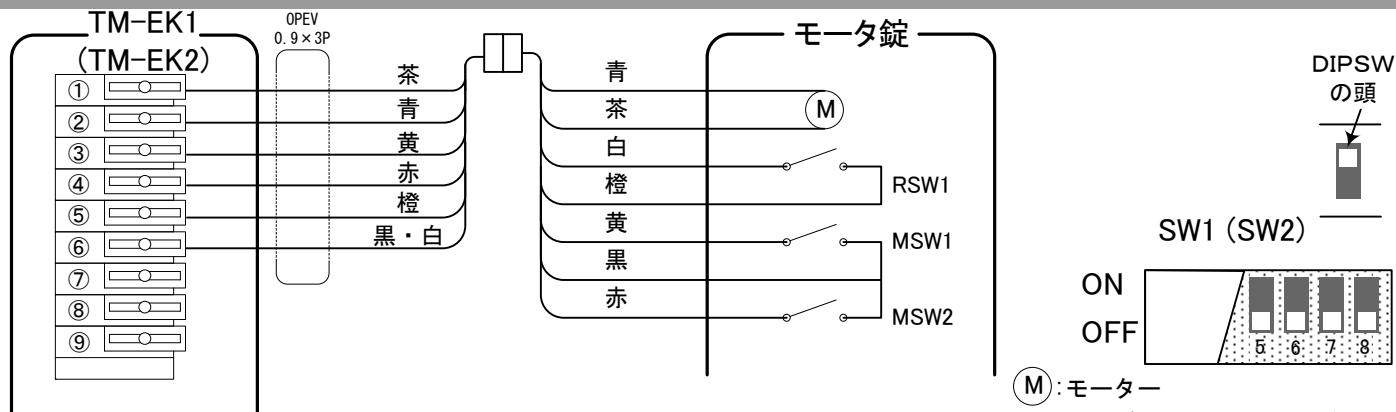 TM-EK1
(TM-EK2)
OPEV
0.9×3P
①
②
③
④
⑤
⑥
⑦
⑧
⑨
茶
青
黄
赤
橙
黒・白
青
茶
白
橙
黄
黒
赤
モータ錠
M
RSW1
MSW1
MSW2
DIPSW
の頭
SW1(SW2)
ON
OFF
5 6 7 8
M:モーター